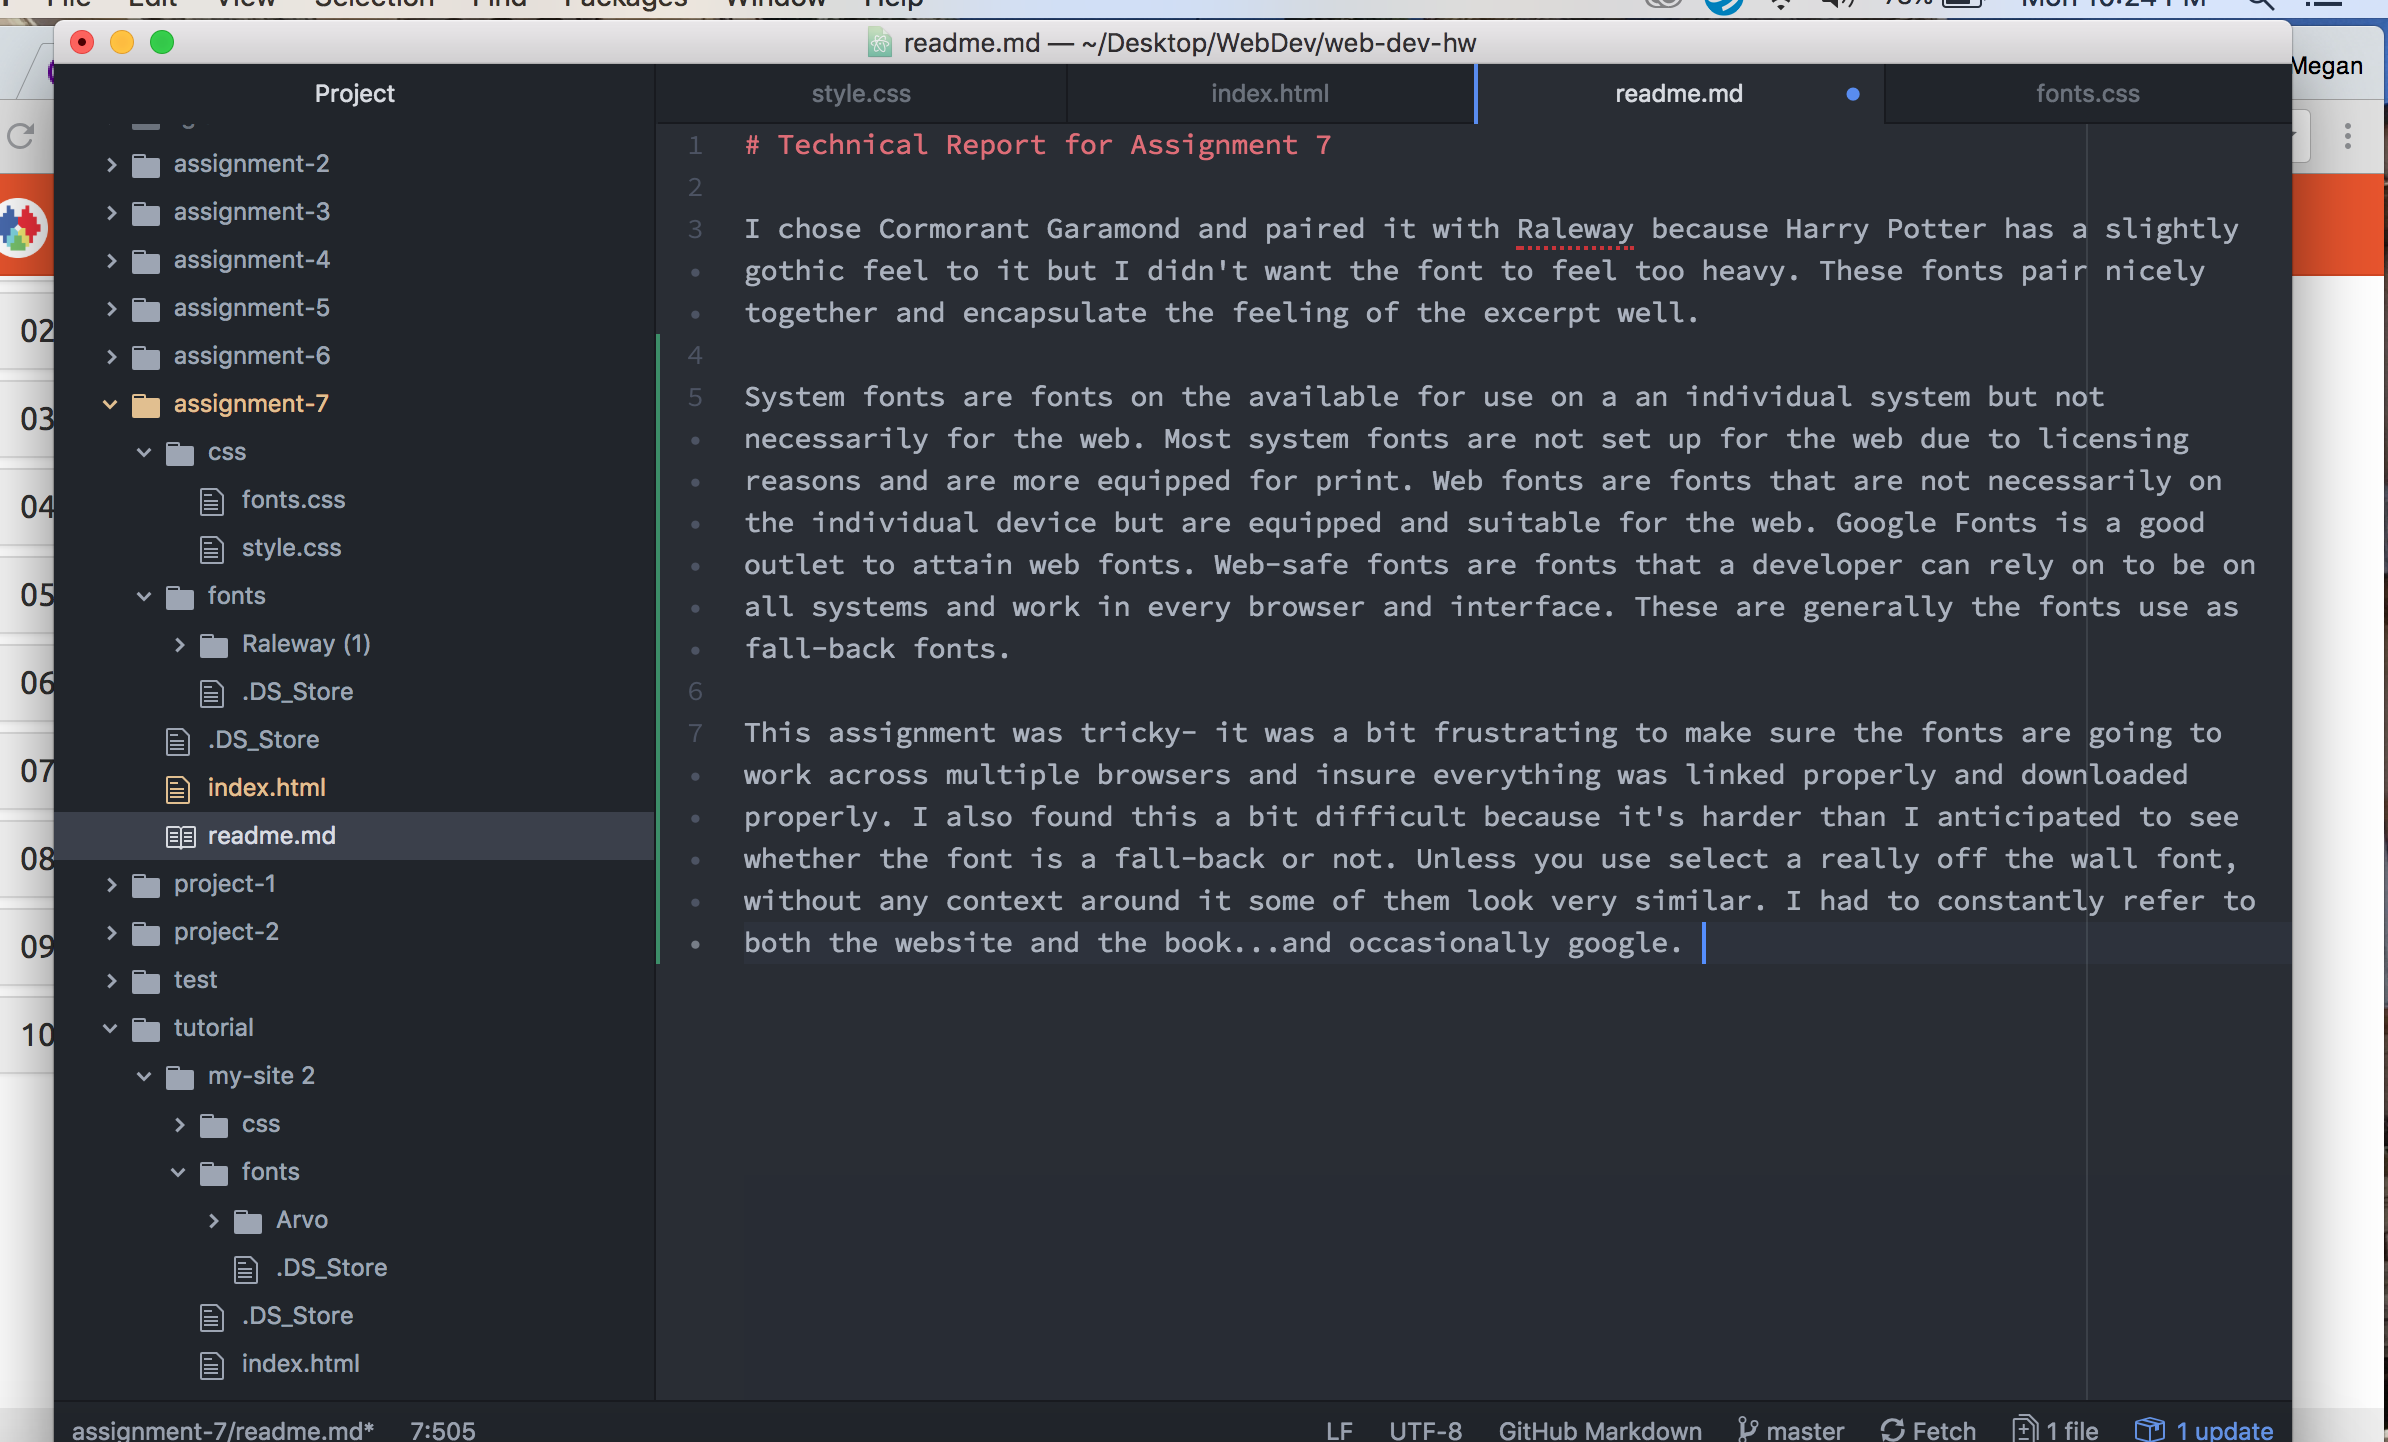 File Edit View Selection Find Packages Window Help Mon 10:24 PM
readme.md — ~/Desktop/WebDev/web-dev-hw
Megan
Project
style.css
index.html
readme.md
fonts.css
assignment-2
assignment-3
assignment-4
assignment-5
assignment-6
assignment-7
css
fonts.css
style.css
fonts
Raleway (1)
.DS_Store
.DS_Store
index.html
readme.md
project-1
project-2
test
tutorial
my-site 2
css
fonts
Arvo
.DS_Store
.DS_Store
index.html
02
03
04
05
06
07
08
09
10
1 # Technical Report for Assignment 7
2
3 I chose Cormorant Garamond and paired it with Raleway because Harry Potter has a slightly
gothic feel to it but I didn't want the font to feel too heavy. These fonts pair nicely
together and encapsulate the feeling of the excerpt well.
4
5 System fonts are fonts on the available for use on a an individual system but not
necessarily for the web. Most system fonts are not set up for the web due to licensing
reasons and are more equipped for print. Web fonts are fonts that are not necessarily on
the individual device but are equipped and suitable for the web. Google Fonts is a good
outlet to attain web fonts. Web-safe fonts are fonts that a developer can rely on to be on
all systems and work in every browser and interface. These are generally the fonts use as
fall-back fonts.
6
7 This assignment was tricky- it was a bit frustrating to make sure the fonts are going to
work across multiple browsers and insure everything was linked properly and downloaded
properly. I also found this a bit difficult because it's harder than I anticipated to see
whether the font is a fall-back or not. Unless you use select a really off the wall font,
without any context around it some of them look very similar. I had to constantly refer to
both the website and the book...and occasionally google.
assignment-7/readme.md* 7:505
LF UTF-8 GitHub Markdown master Fetch 1 file 1 update